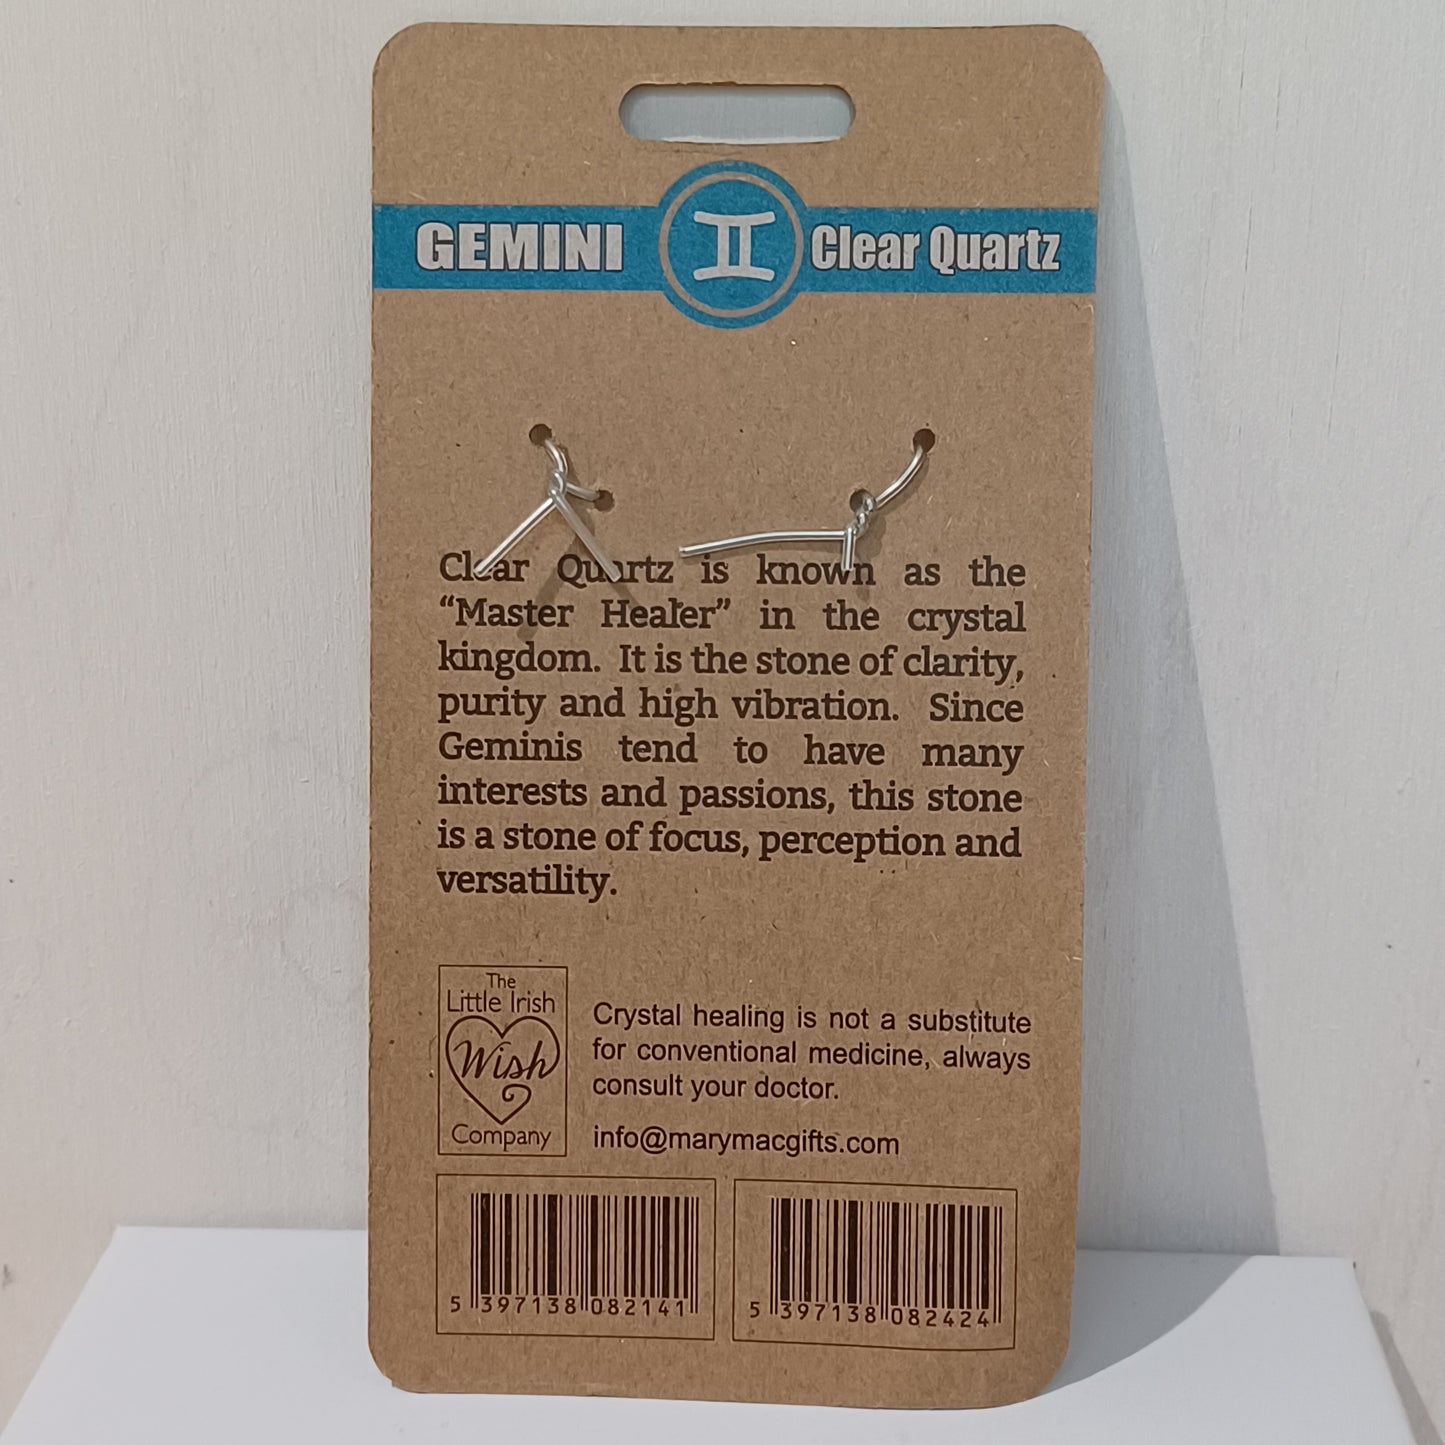 GEMINI Clear Quartz
Clear Quartz is known as the
“Master Healer” in the crystal
kingdom. It is the stone of clarity,
purity and high vibration. Since
Geminis tend to have many
interests and passions, this stone
is a stone of focus, perception and
versatility.
The
Little Irish
Wish
Company
Crystal healing is not a substitute
for conventional medicine, always
consult your doctor.
info@marymacgifts.com
5 397138 082141
5 397138 082424